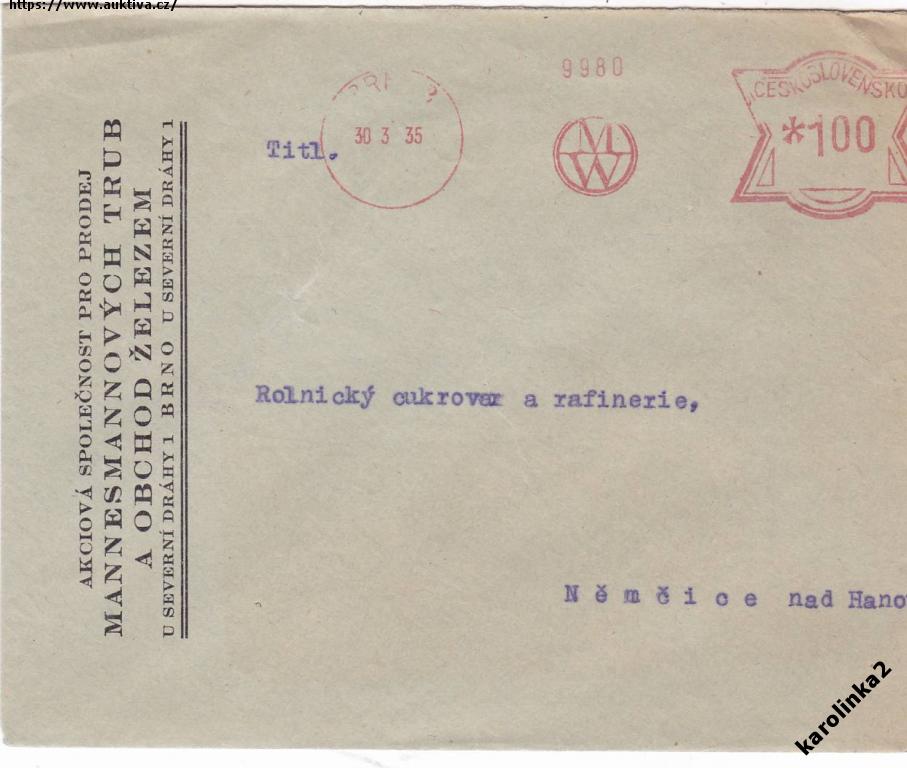 https://www.auktiva.cz/
9980
30 3 35
MW
ČESKOSLOVENSKO
*100
Titl.
AKCIOVÁ SPOLEČNOST PRO PRODEJ
MANNESMANNOVÝCH TRUB
A OBCHOD ŽELEZEM
U SEVERNÍ DRÁHY 1 BRNO U SEVERNÍ DRÁHY 1
Rolnický cukrovar a rafinerie,
Němčice nad Hano
karolinka2